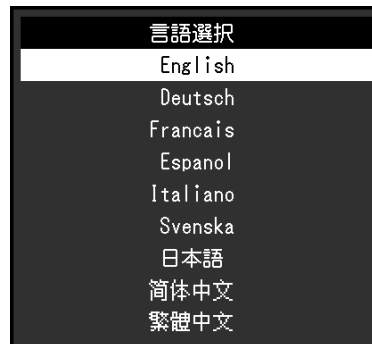 言語選択
English
Deutsch
Francais
Espanol
Italiano
Svenska
日本語
简体中文
繁體中文